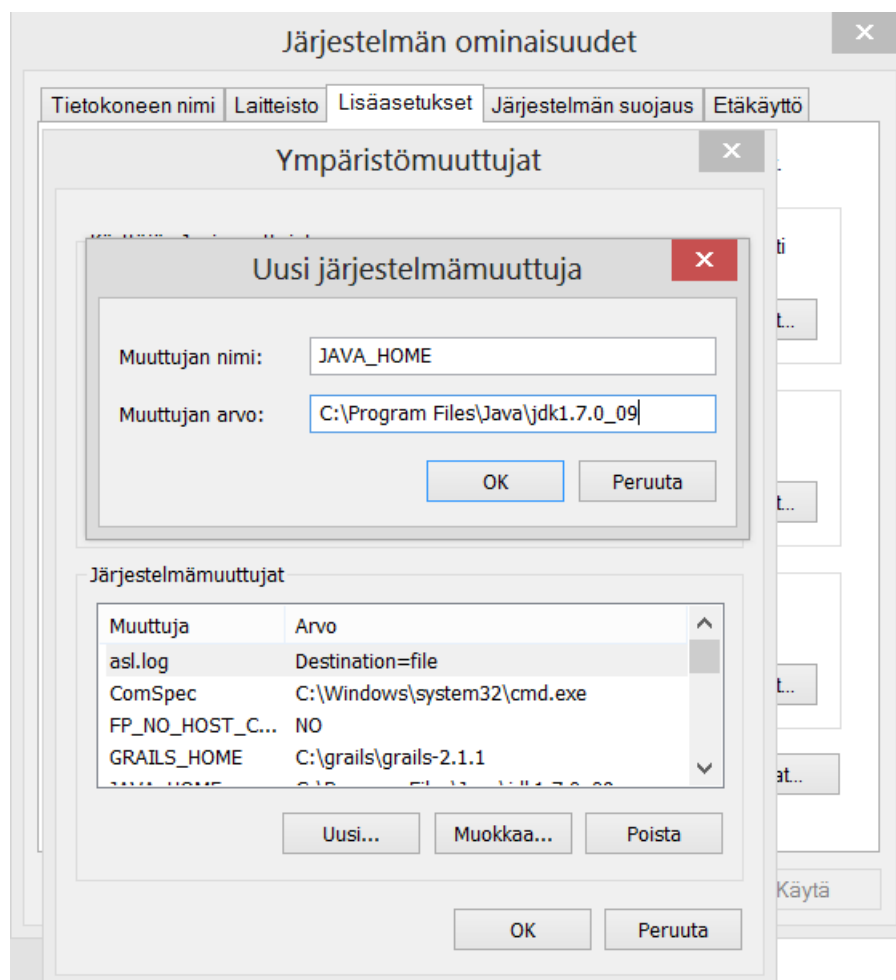 Järjestelmän ominaisuudet
Tietokoneen nimi Laitteisto Lisäasetukset Järjestelmän suojaus Etäkäyttö
Ympäristömuuttujat
Uusi järjestelmämuuttuja
Muuttujan nimi: JAVA_HOME
Muuttujan arvo: C:\Program Files\Java\jdk1.7.0_09
OK Peruuta
Järjestelmämuuttujat
Muuttuja Arvo
asl.log Destination=file
ComSpec C:\Windows\system32\cmd.exe
FP_NO_HOST_C... NO
GRAILS_HOME C:\grails\grails-2.1.1
Uusi... Muokkaa... Poista
Käytä
OK Peruuta